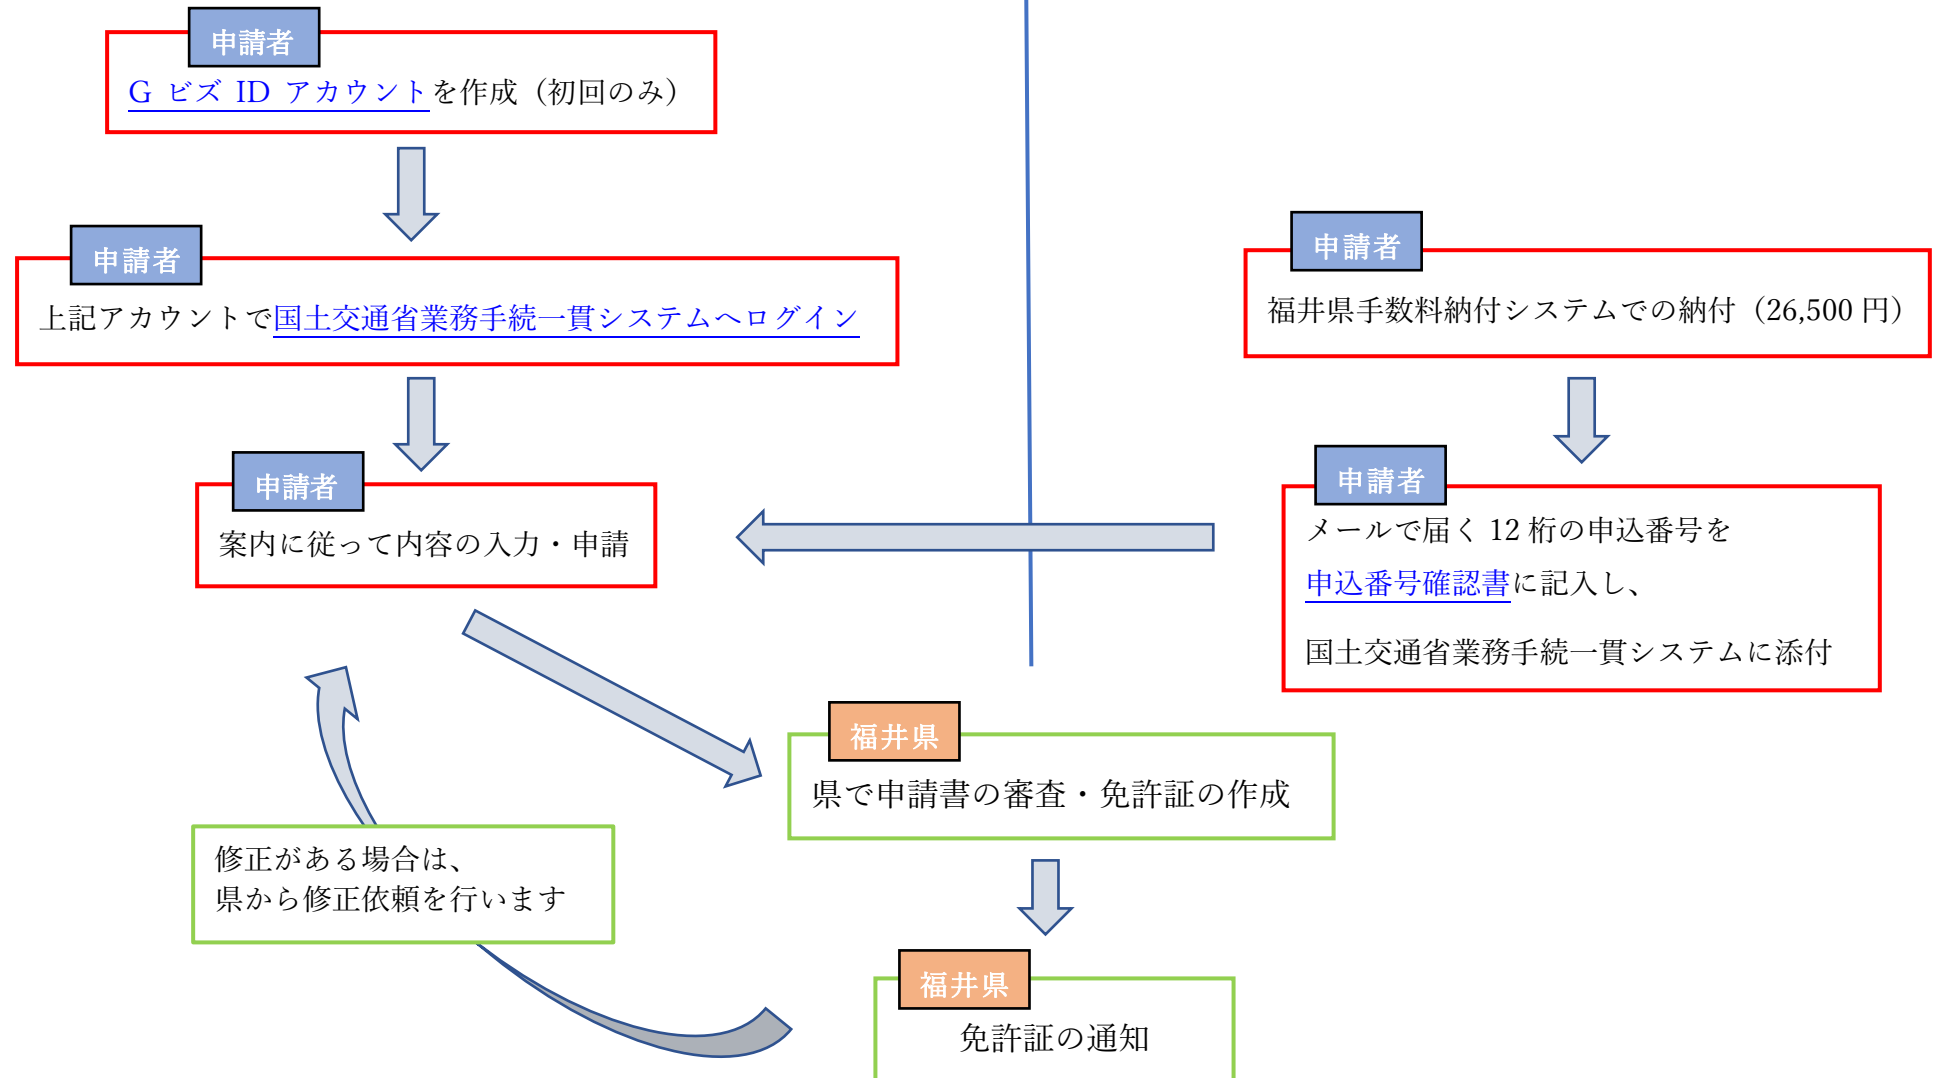 申請者
G ビズ ID アカウントを作成（初回のみ）
申請者
上記アカウントで国土交通省業務手続一貫システムへログイン
申請者
案内に従って内容の入力・申請
申請者
福井県手数料納付システムでの納付（26,500 円）
申請者
メールで届く 12 桁の申込番号を
申込番号確認書に記入し、
国土交通省業務手続一貫システムに添付
福井県
県で申請書の審査・免許証の作成
修正がある場合は、
県から修正依頼を行います
福井県
免許証の通知